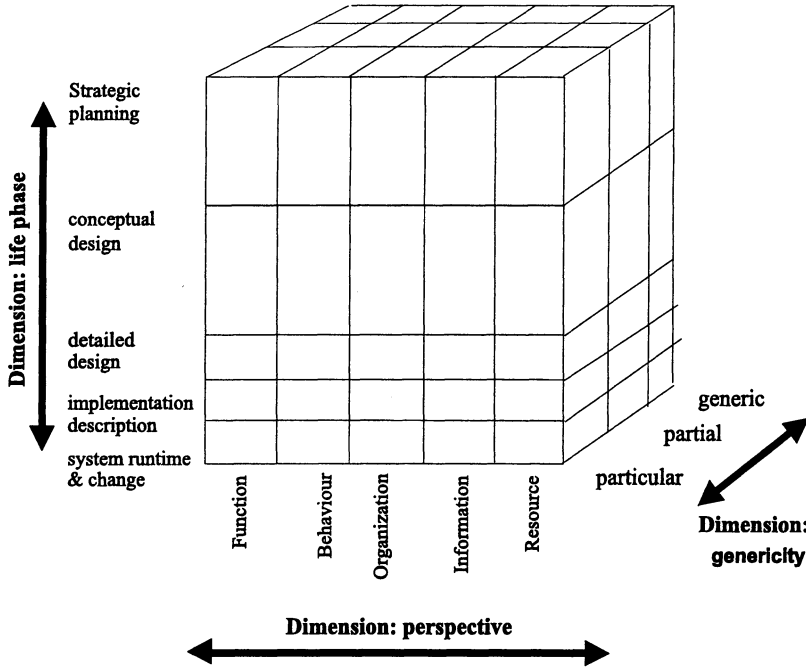 Strategic
planning
conceptual
design
detailed
design
implementation
description
system runtime
& change
Dimension: life phase
Function
Behaviour
Organization
Information
Resource
generic
partial
particular
Dimension:
genericity
Dimension: perspective